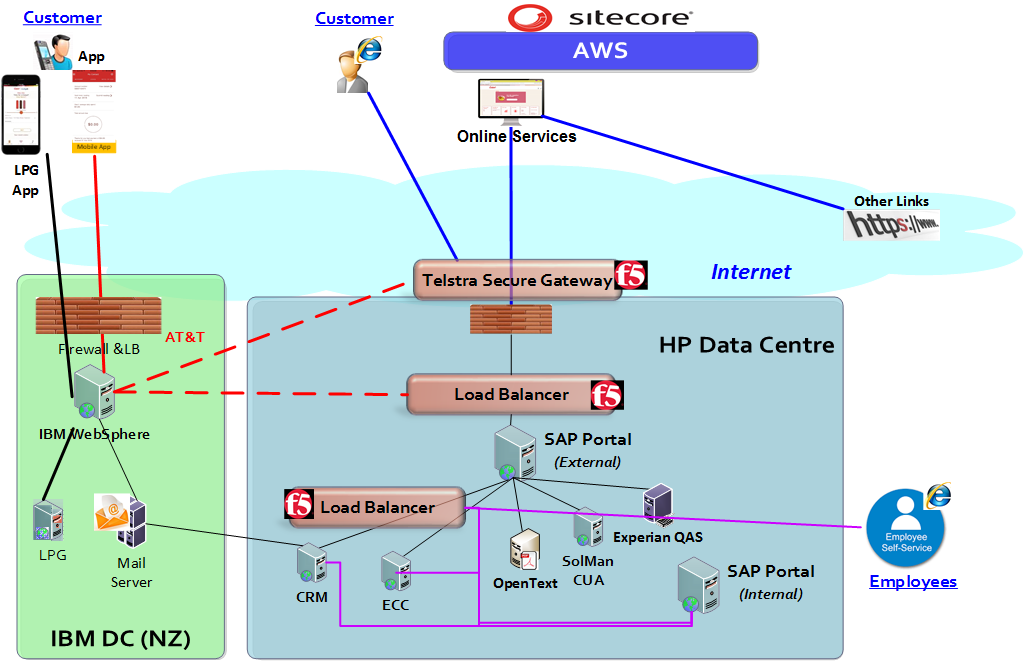 Customer
Customer
sitecore
AWS
App
Mobile App
LPG
App
Online Services
Other Links
https://www.
Internet
Telstra Secure Gateway
f5
AT&T
Firewall &LB
HP Data Centre
Load Balancer
f5
IBM WebSphere
SAP Portal
(External)
f5
Load Balancer
Experian QAS
Employee
Self-Service
LPG
Mail
Server
SolMan
CUA
OpenText
CRM
ECC
SAP Portal
(Internal)
Employees
IBM DC (NZ)